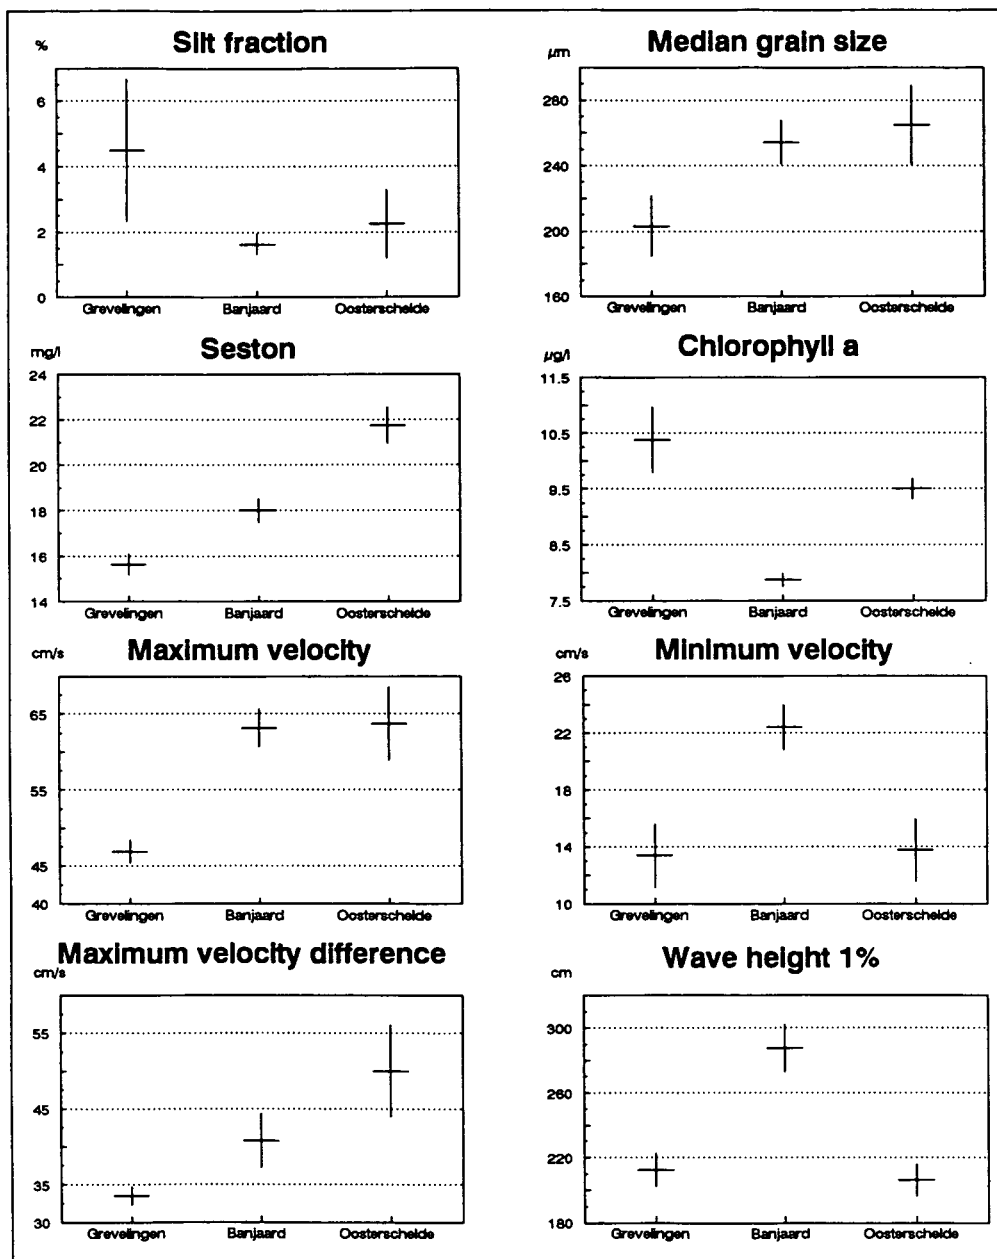 Silt fraction
%
6
4
2
0
Grevelingen Banjaard Oosterschelde
Median grain size
µm
280
240
200
160
Grevelingen Banjaard Oosterschelde
Seston
mg/l
24
22
20
18
16
14
Grevelingen Banjaard Oosterschelde
Chlorophyll a
µg/l
11.5
10.5
9.5
8.5
7.5
Grevelingen Banjaard Oosterschelde
Maximum velocity
cm/s
65
55
45
40
Grevelingen Banjaard Oosterschelde
Minimum velocity
cm/s
26
22
18
14
10
Grevelingen Banjaard Oosterschelde
Maximum velocity difference
cm/s
55
45
35
30
Grevelingen Banjaard Oosterschelde
Wave height 1%
cm
300
260
220
180
Grevelingen Banjaard Oosterschelde